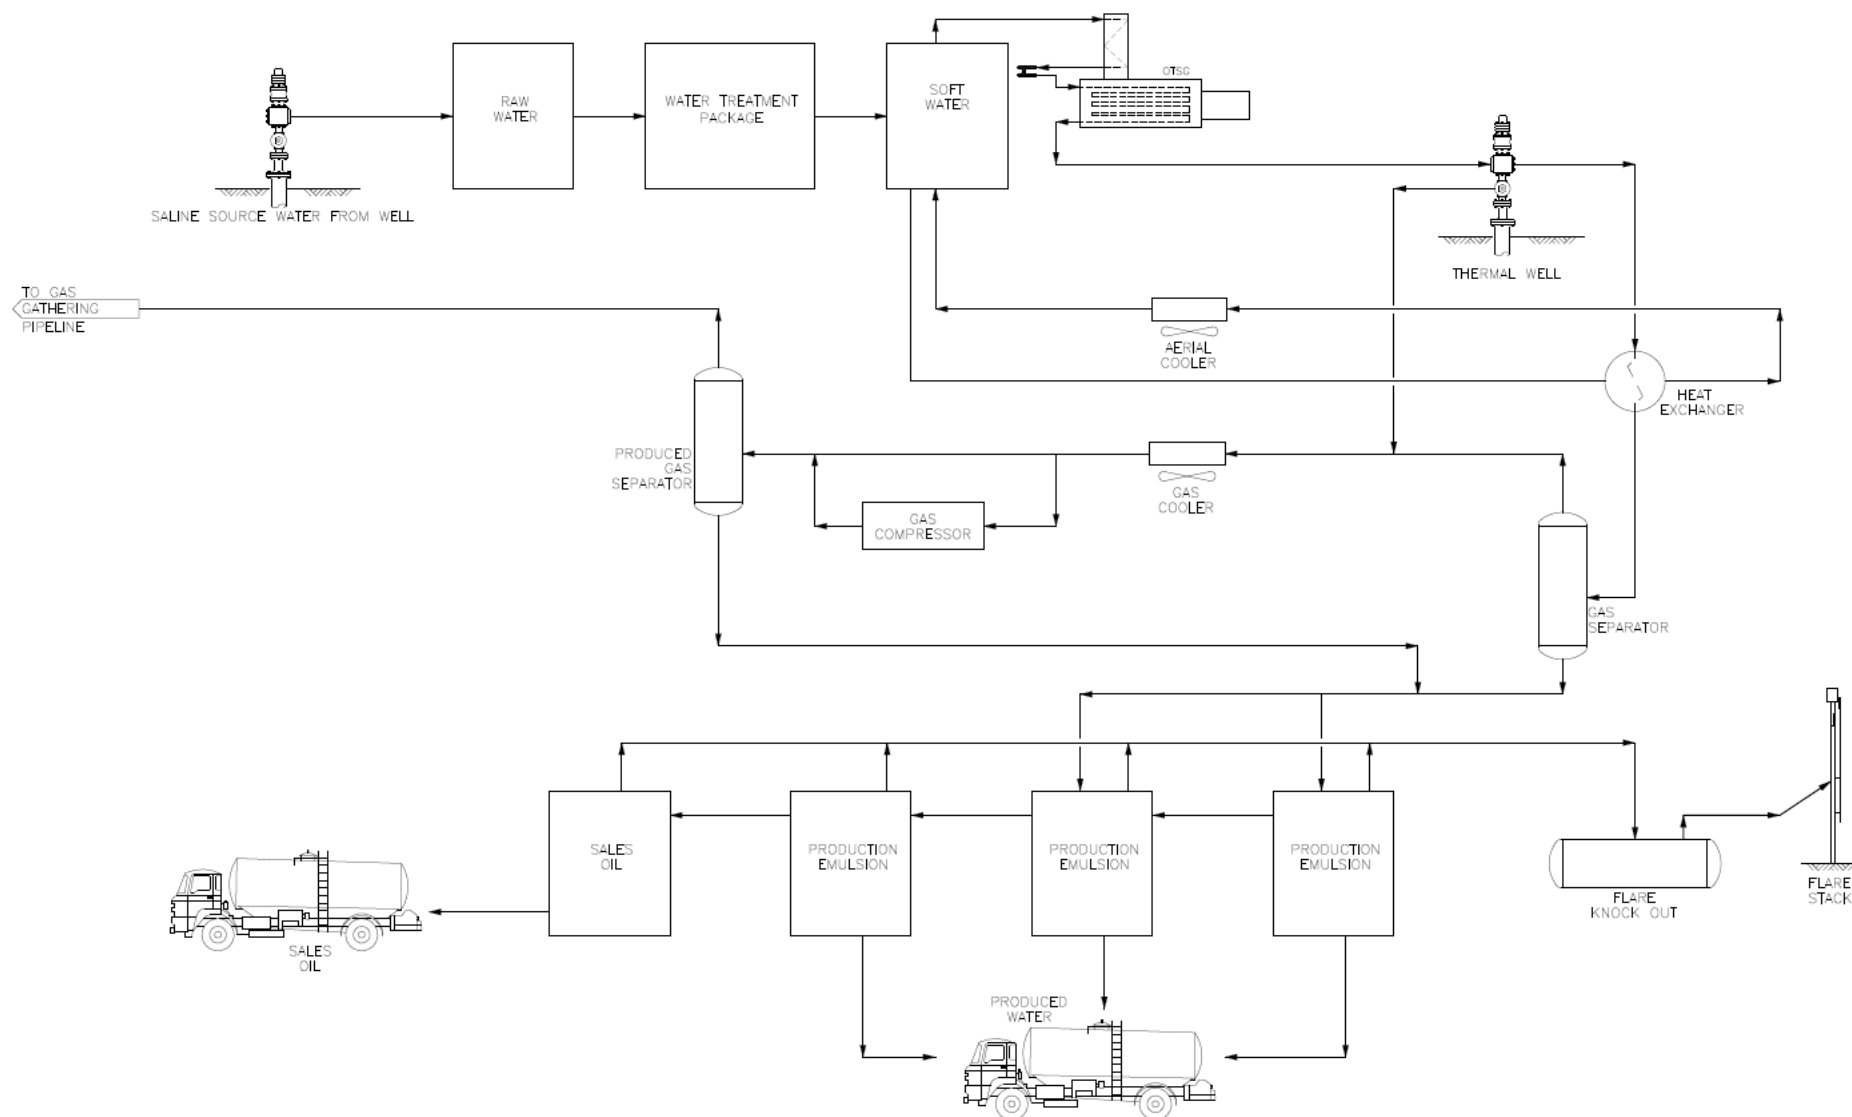 OTSG
RAW
WATER
WATER TREATMENT
PACKAGE
SOFT
WATER
SALINE SOURCE WATER FROM WELL
THERMAL WELL
TO GAS
GATHERING
PIPELINE
AERIAL
COOLER
HEAT
EXCHANGER
PRODUCED
GAS
SEPARATOR
GAS
COOLER
GAS
COMPRESSOR
GAS
SEPARATOR
SALES
OIL
PRODUCTION
EMULSION
PRODUCTION
EMULSION
PRODUCTION
EMULSION
FLARE
KNOCK OUT
FLARE
STACK
SALES
OIL
PRODUCED
WATER